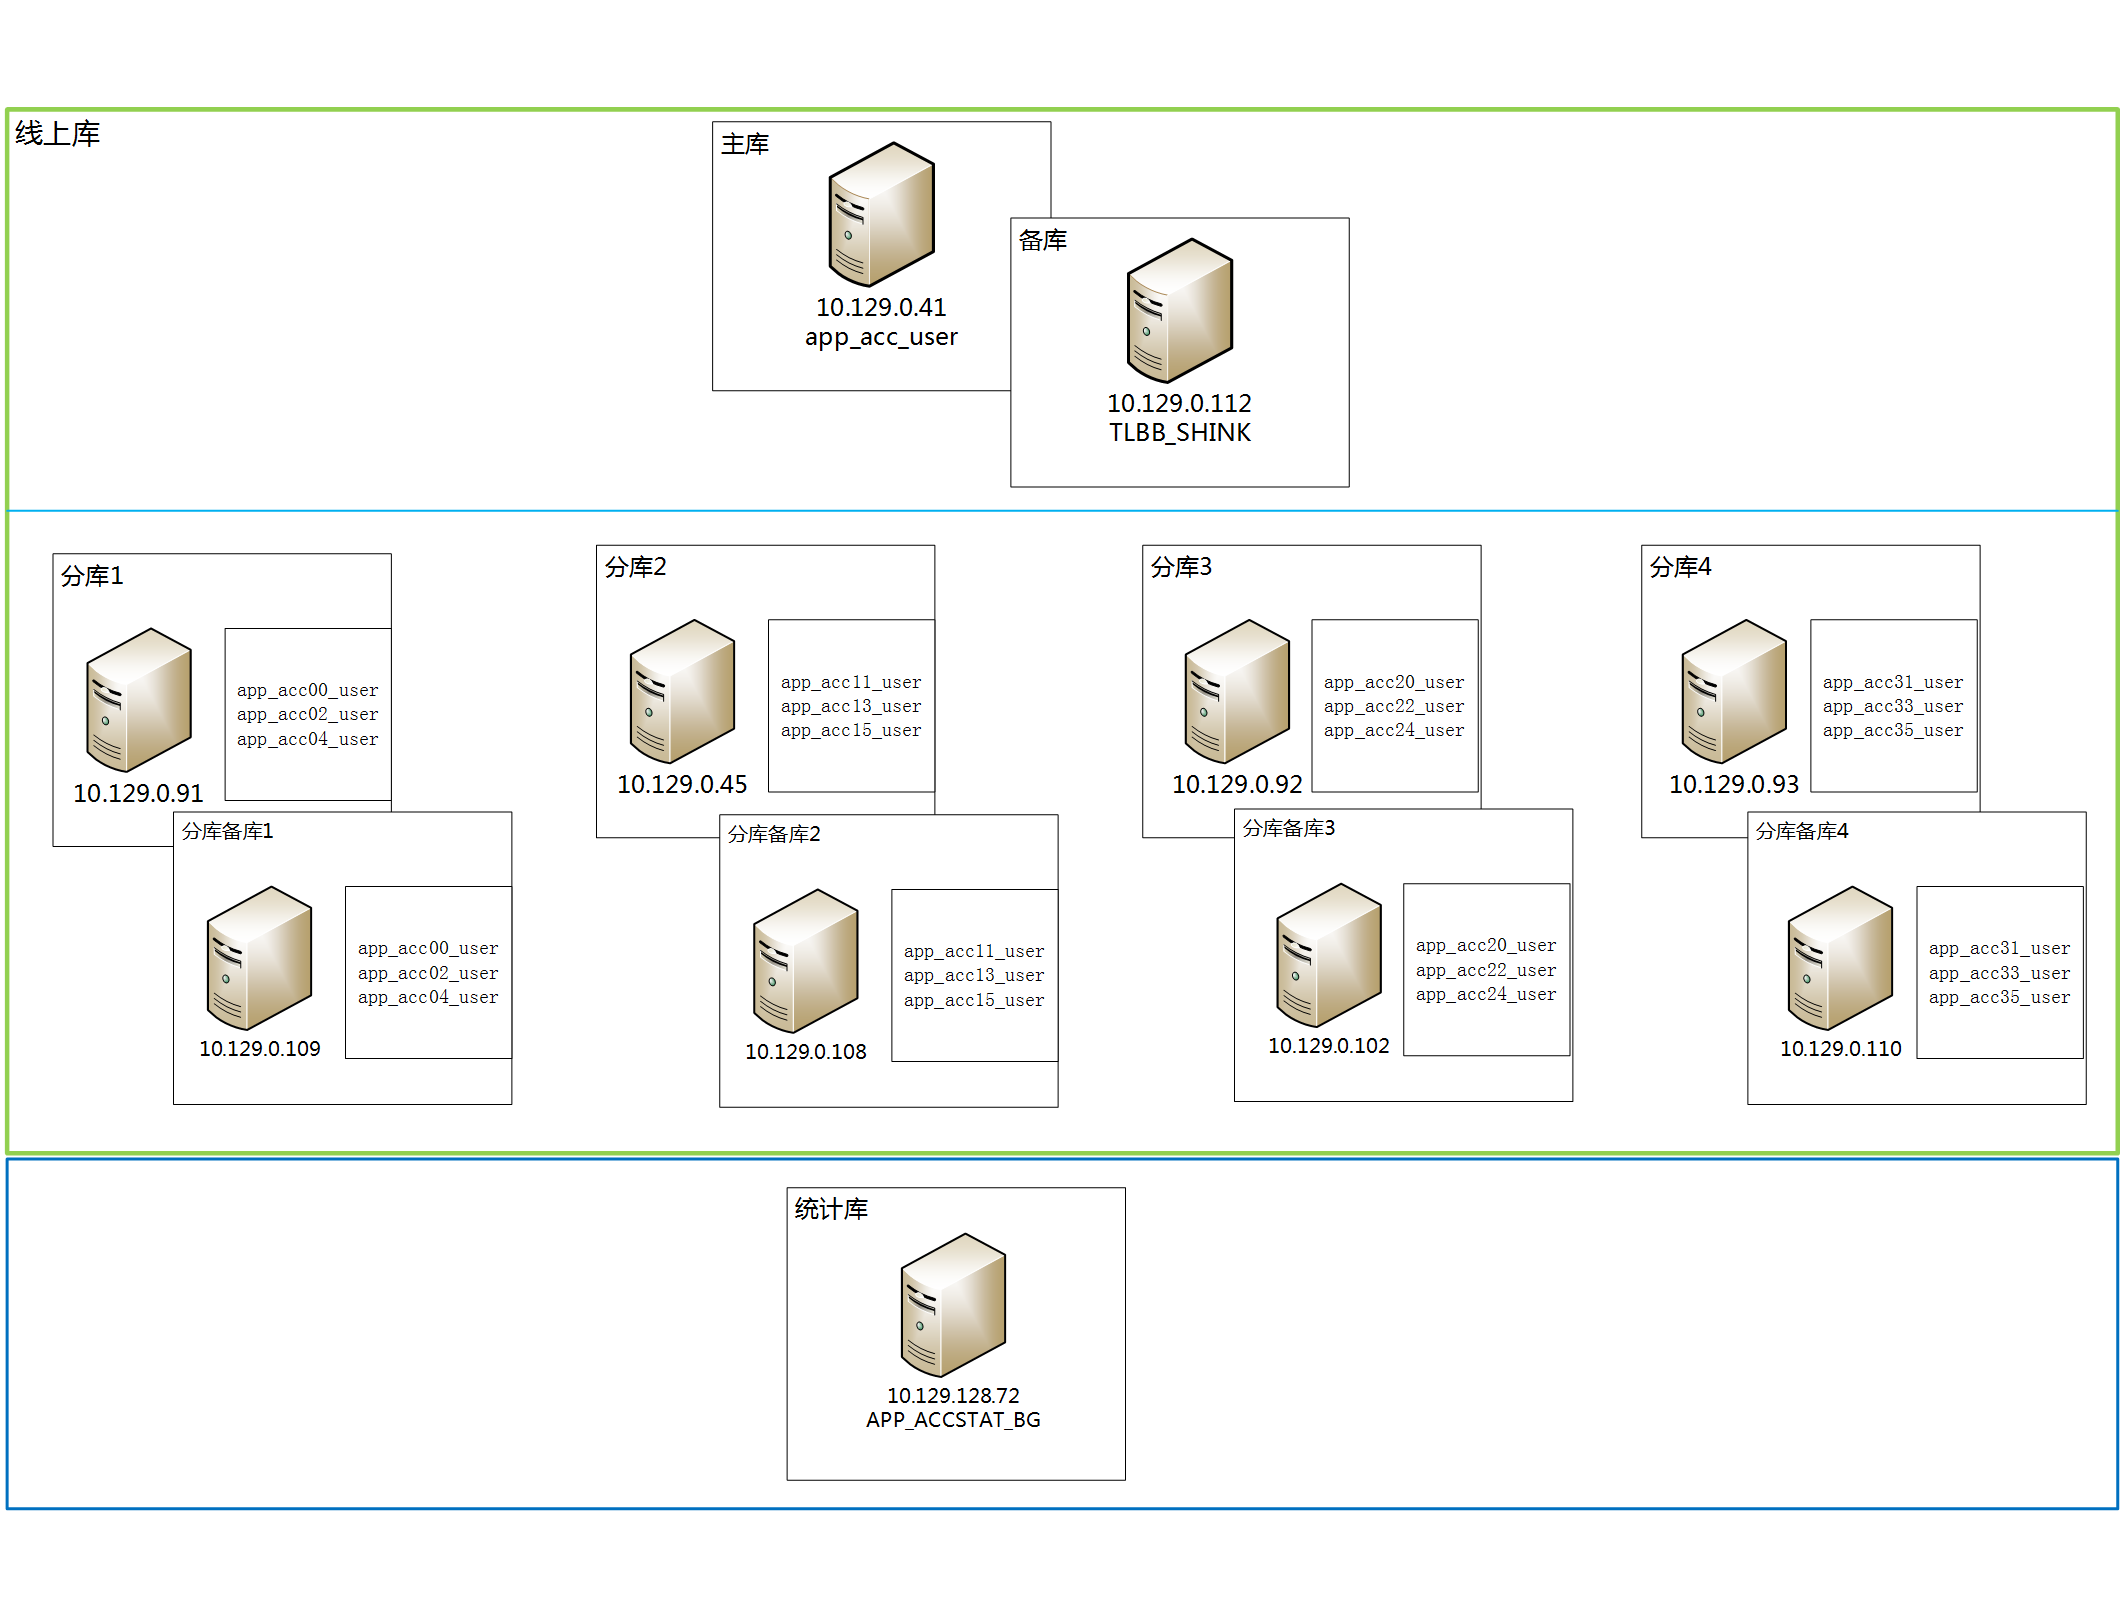 线上库
主库
10.129.0.41
app_acc_user
备库
10.129.0.112
TLBB_SHINK
分库1
app_acc00_user
app_acc02_user
app_acc04_user
10.129.0.91
分库备库1
app_acc00_user
app_acc02_user
app_acc04_user
10.129.0.109
分库2
app_acc11_user
app_acc13_user
app_acc15_user
10.129.0.45
分库备库2
app_acc11_user
app_acc13_user
app_acc15_user
10.129.0.108
分库3
app_acc20_user
app_acc22_user
app_acc24_user
10.129.0.92
分库备库3
app_acc20_user
app_acc22_user
app_acc24_user
10.129.0.102
分库4
app_acc31_user
app_acc33_user
app_acc35_user
10.129.0.93
分库备库4
app_acc31_user
app_acc33_user
app_acc35_user
10.129.0.110
统计库
10.129.128.72
APP_ACCSTAT_BG